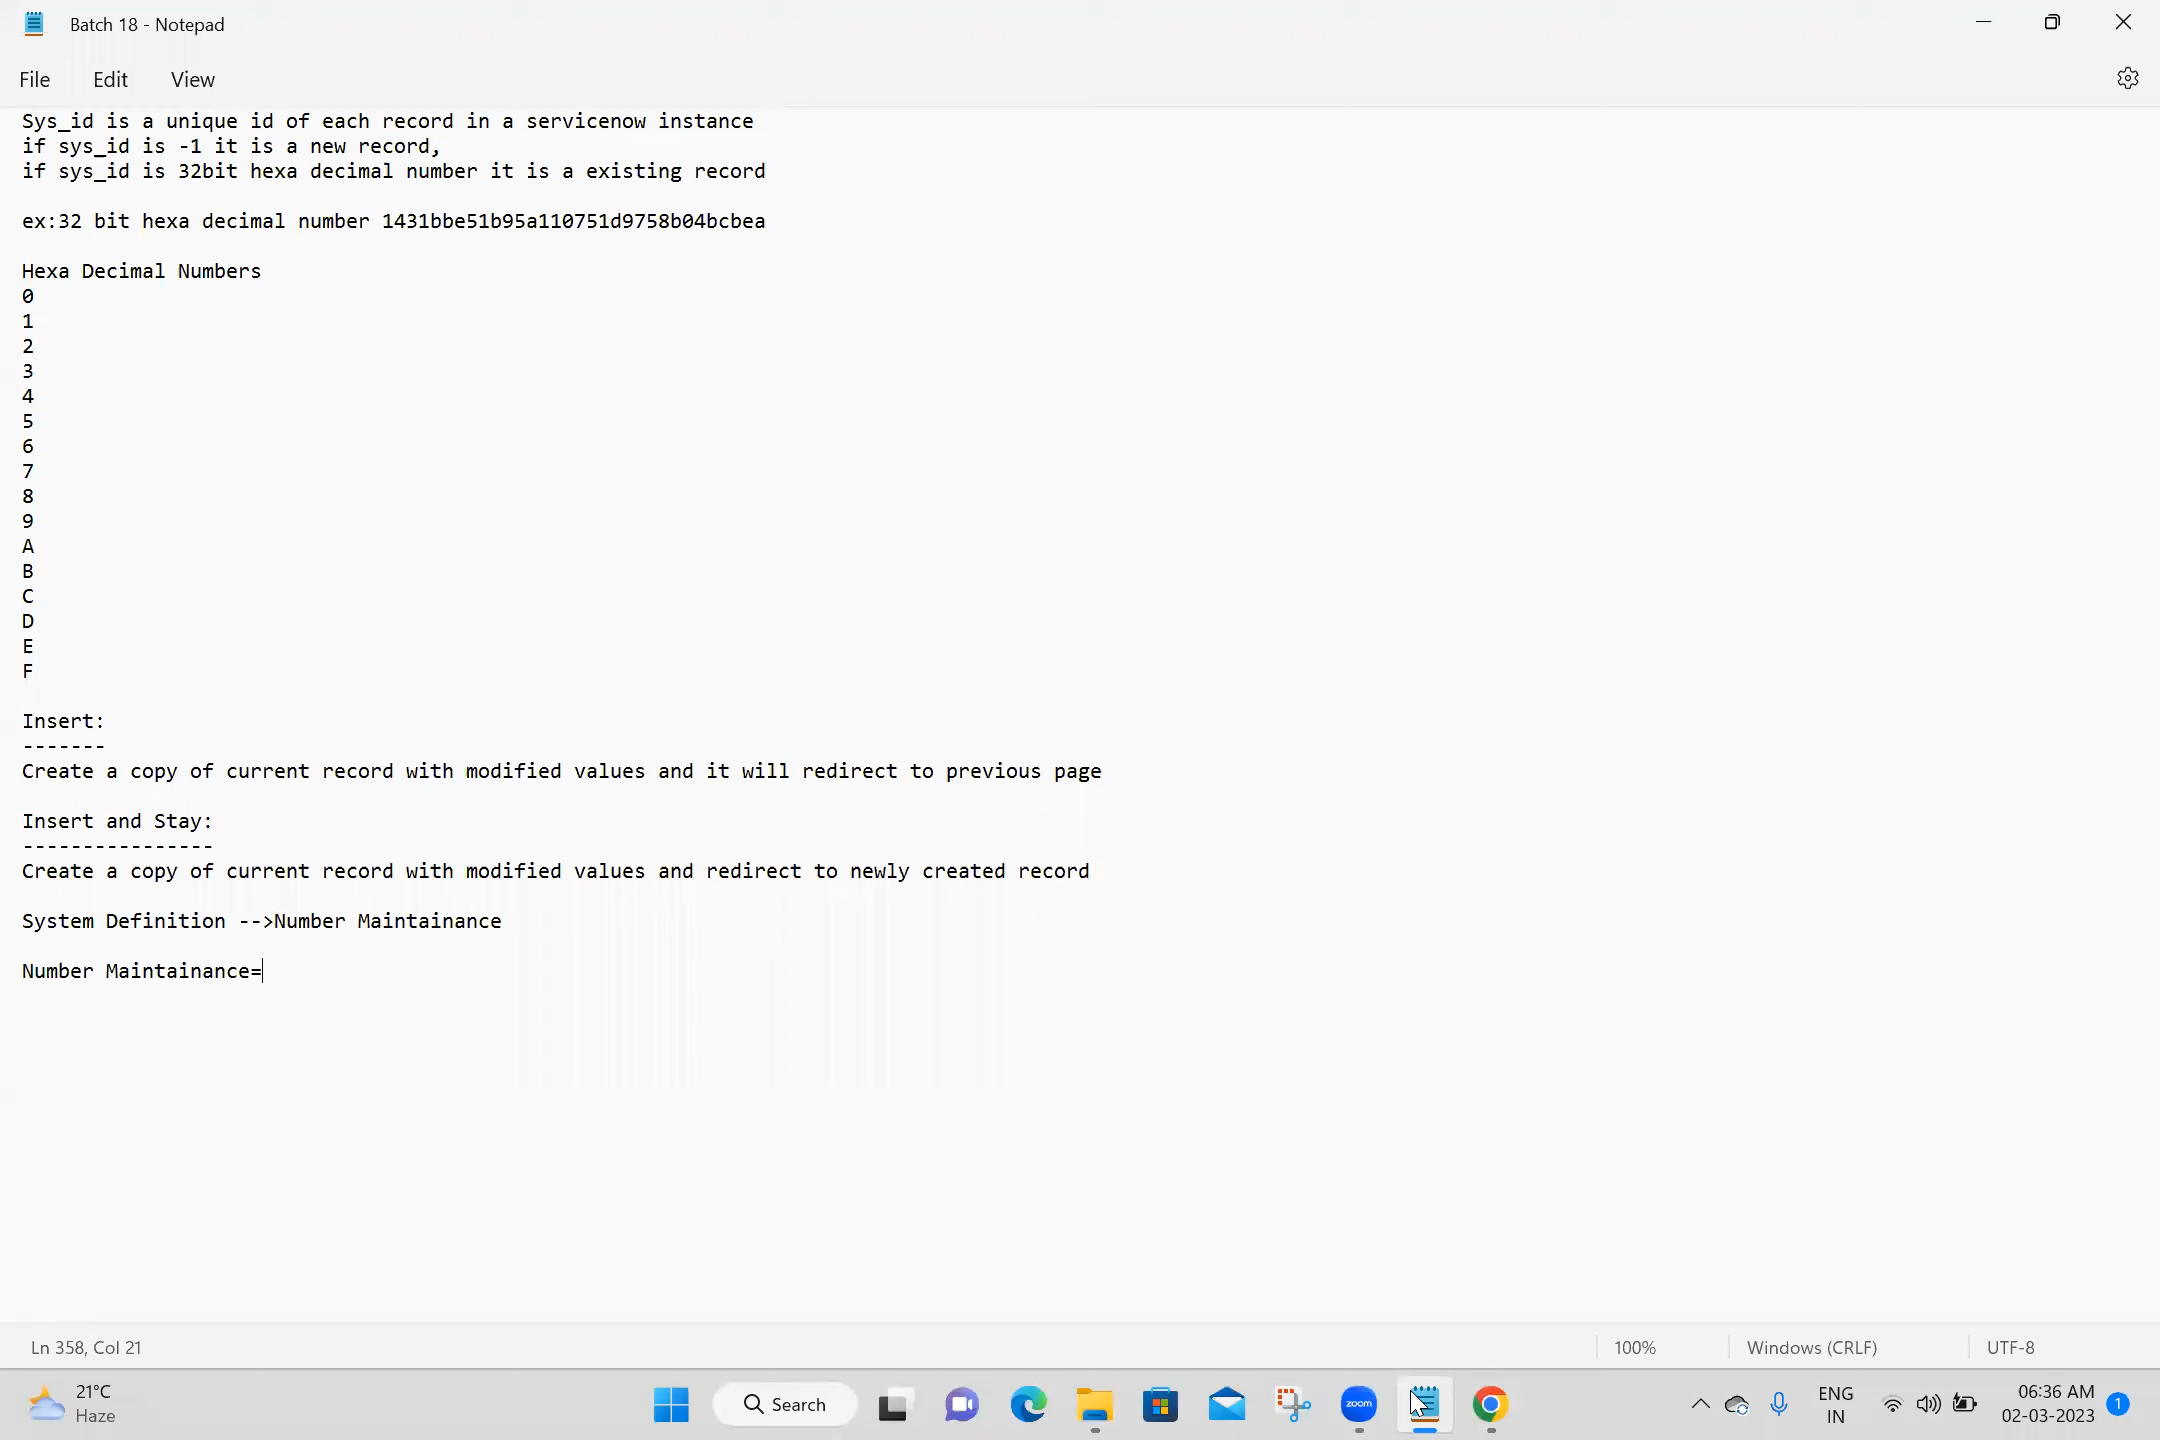 Batch 18 - Notepad
File Edit View
Sys_id is a unique id of each record in a servicenow instance
if sys_id is -1 it is a new record,
if sys_id is 32bit hexa decimal number it is a existing record
ex:32 bit hexa decimal number 1431bbe51b95a110751d9758b04bcbea
Hexa Decimal Numbers
0
1
2
3
4
5
6
7
8
9
A
B
C
D
E
F
Insert:
-------
Create a copy of current record with modified values and it will redirect to previous page
Insert and Stay:
----------------
Create a copy of current record with modified values and redirect to newly created record
System Definition -->Number Maintainance
Number Maintainance=
Ln 358, Col 21 100% Windows (CRLF) UTF-8
21°C
Haze
Search
zoom
ENG
IN
06:36 AM
02-03-2023
1